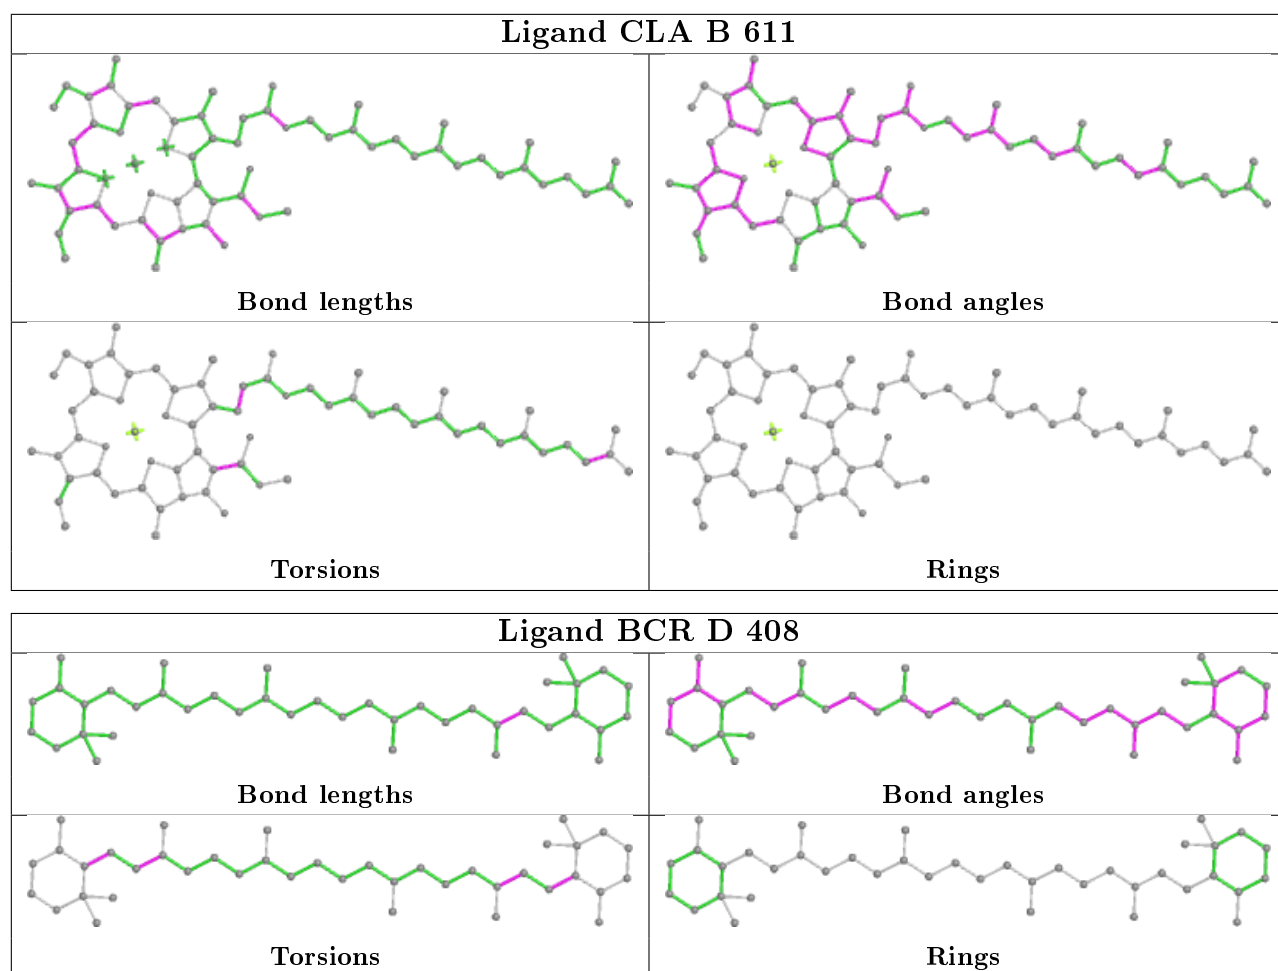 Ligand CLA B 611
Bond lengths
Bond angles
Torsions
Rings
Ligand BCR D 408
Bond lengths
Bond angles
Torsions
Rings